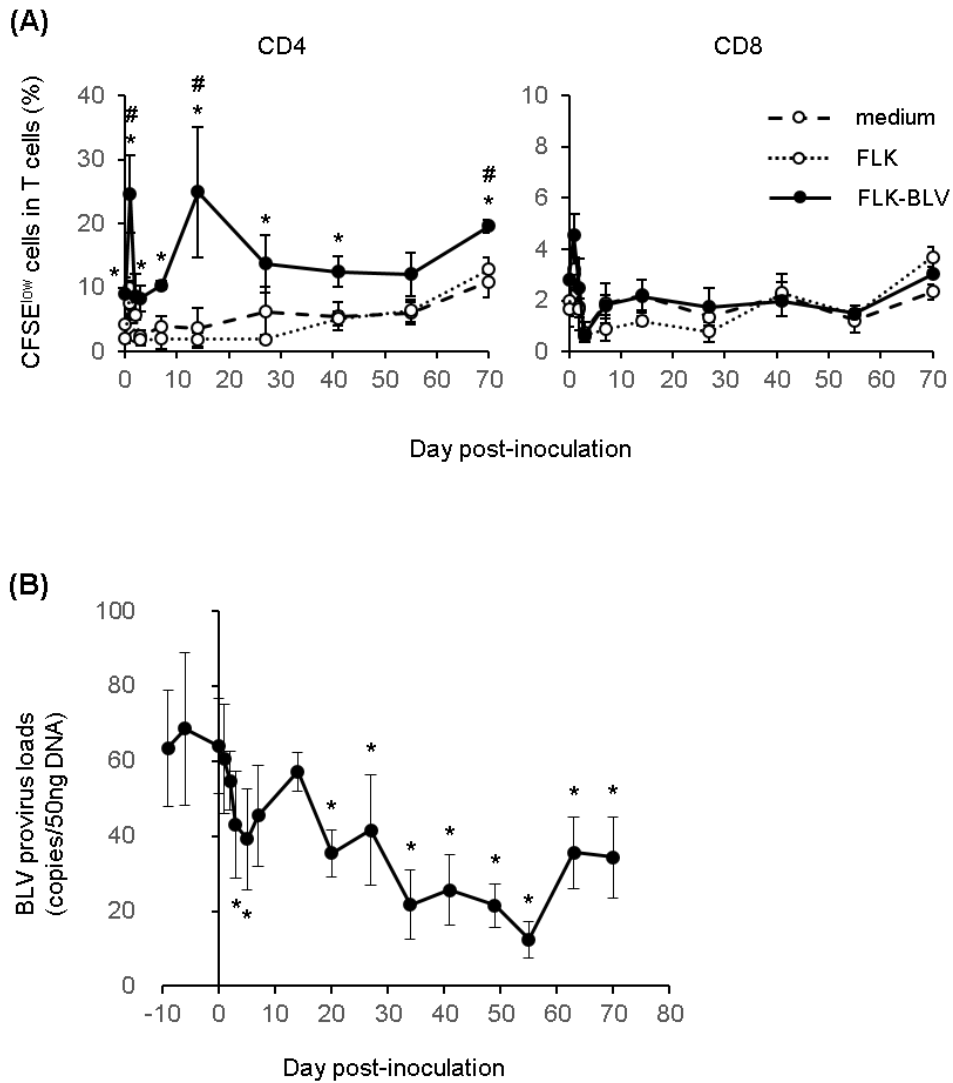 (A)
CD4
CD8
CFSElow cells in T cells (%)
40
30
20
10
0
# * # * # * * * * * *
0 10 20 30 40 50 60 70
10
8
6
4
2
0
0 10 20 30 40 50 60 70
medium
FLK
FLK-BLV
Day post-inoculation
(B)
BLV provirus loads
(copies/50ng DNA)
100
80
60
40
20
0
* * * * * * * * * *
-10 0 10 20 30 40 50 60 70 80
Day post-inoculation